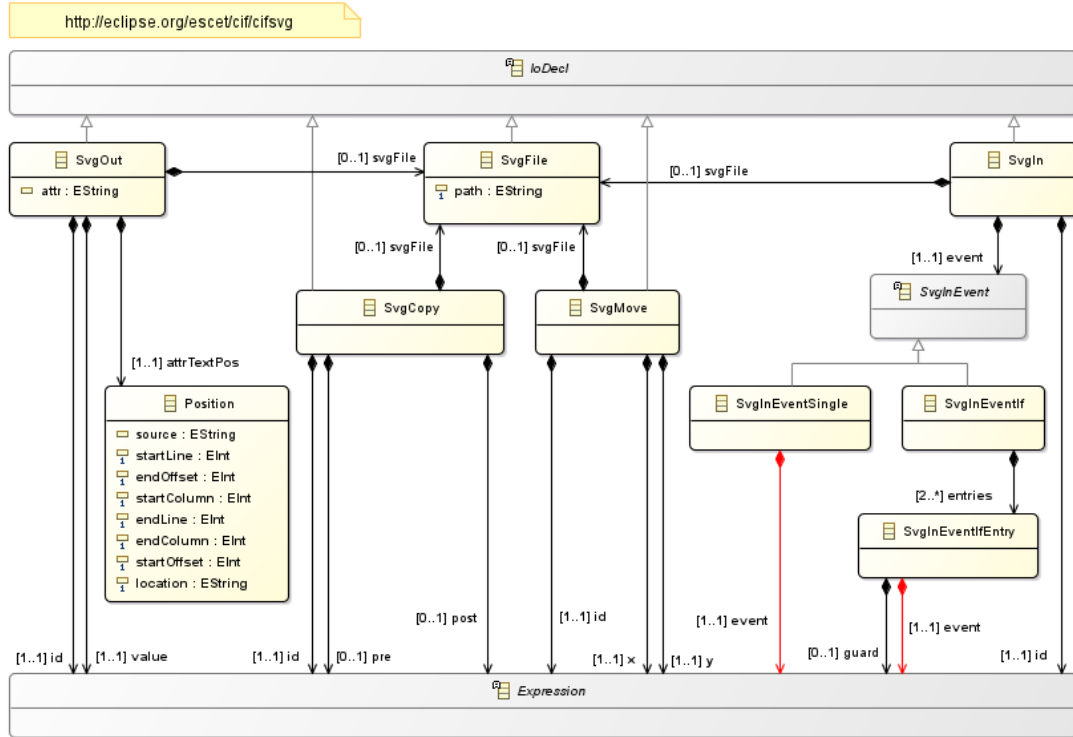 http://eclipse.org/escet/cif/cifsvg
IoDecl
SvgOut
attr : EString
[0..1] svgFile
SvgFile
path : EString
[0..1] svgFile
SvgIn
[0..1] svgFile
[0..1] svgFile
[1..1] event
SvgInEvent
SvgCopy
SvgMove
[1..1] attrTextPos
Position
source : EString
startLine : EInt
endOffset : EInt
startColumn : EInt
endLine : EInt
endColumn : EInt
startOffset : EInt
location : EString
SvgInEventSingle
SvgInEventIf
[2..*] entries
SvgInEventIfEntry
[0..1] post
[1..1] id
[1..1] event
[1..1] event
[1..1] id
[1..1] value
[1..1] id
[0..1] pre
[1..1] x
[1..1] y
[0..1] guard
[1..1] id
Expression